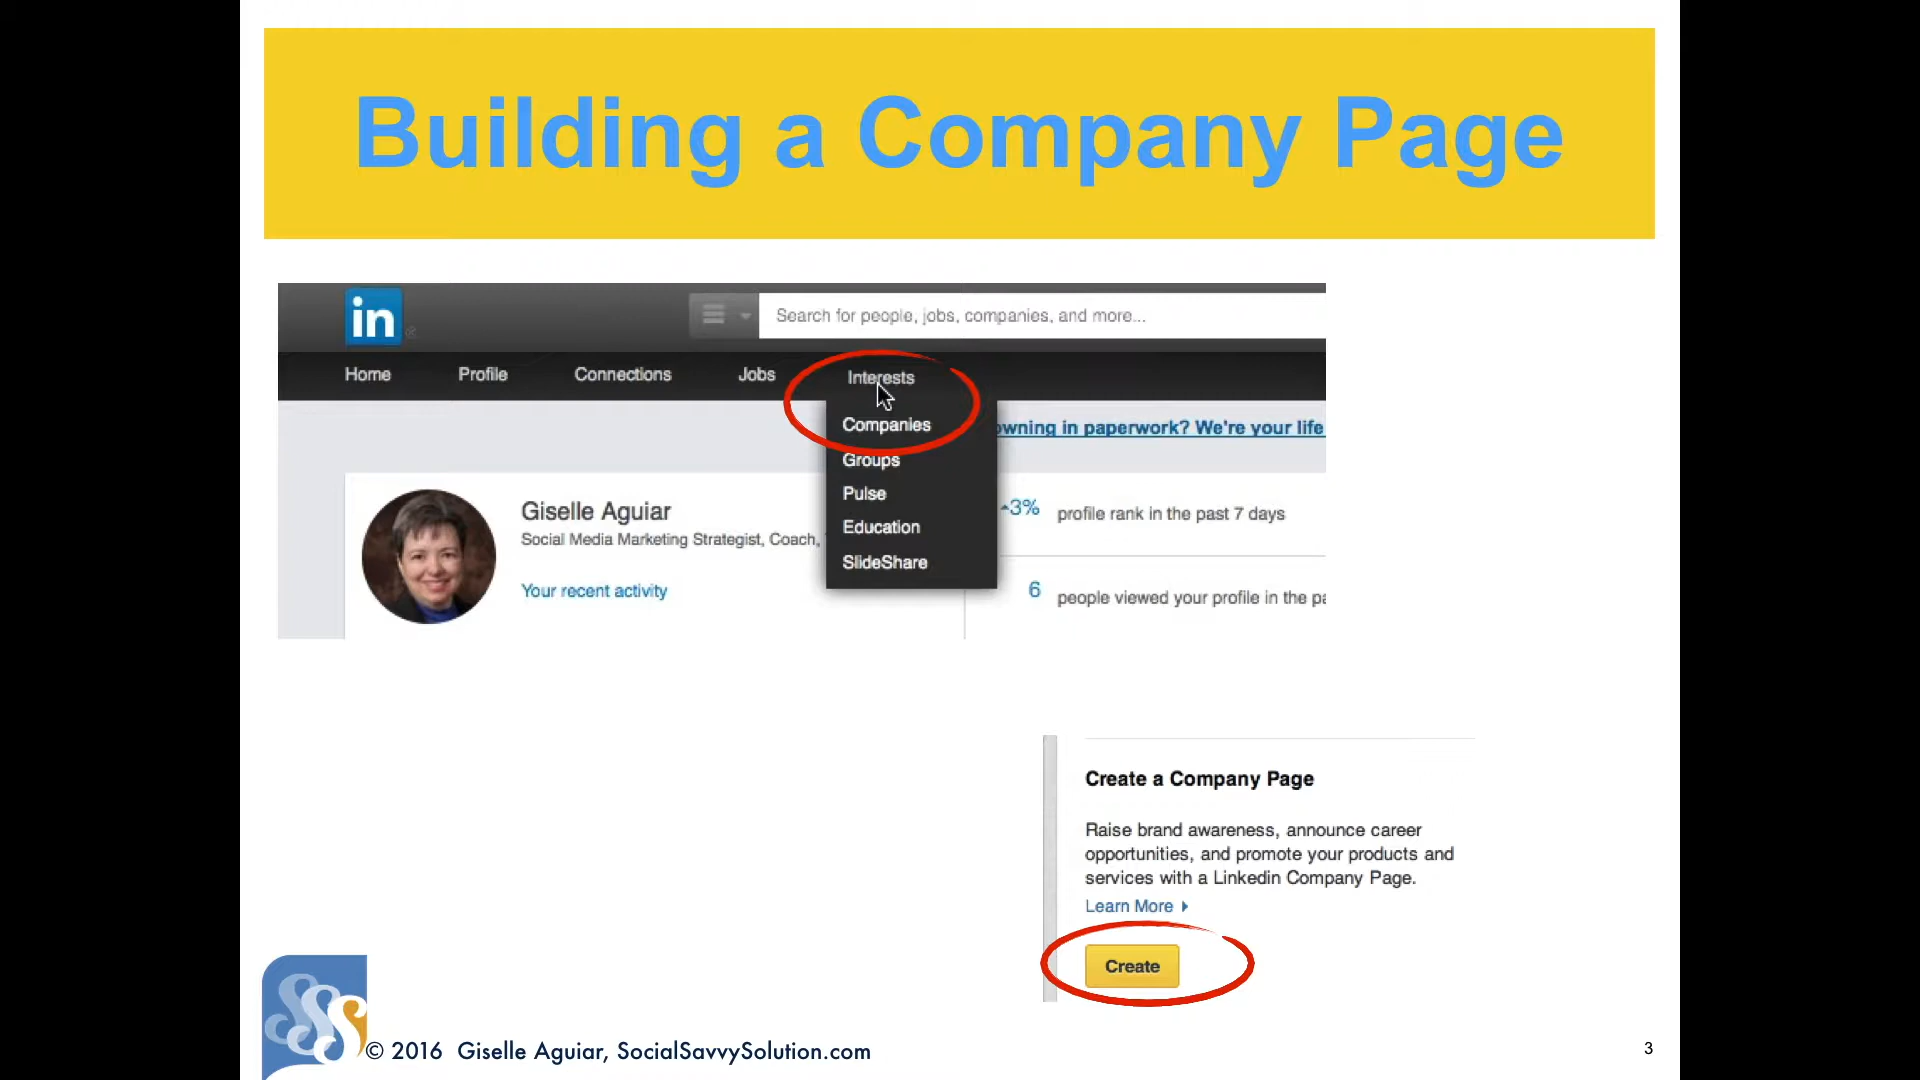 Building a Company Page
in
Search for people, jobs, companies, and more...
Home Profile Connections Jobs Interests
Companies
Groups
Pulse
Education
SlideShare
owning in paperwork? We're your life
Giselle Aguiar
Social Media Marketing Strategist, Coach,
Your recent activity
3% profile rank in the past 7 days
6 people viewed your profile in the pa
Create a Company Page
Raise brand awareness, announce career
opportunities, and promote your products and
services with a Linkedin Company Page.
Learn More
Create
SSS
© 2016 Giselle Aguiar, SocialSavvySolution.com
3